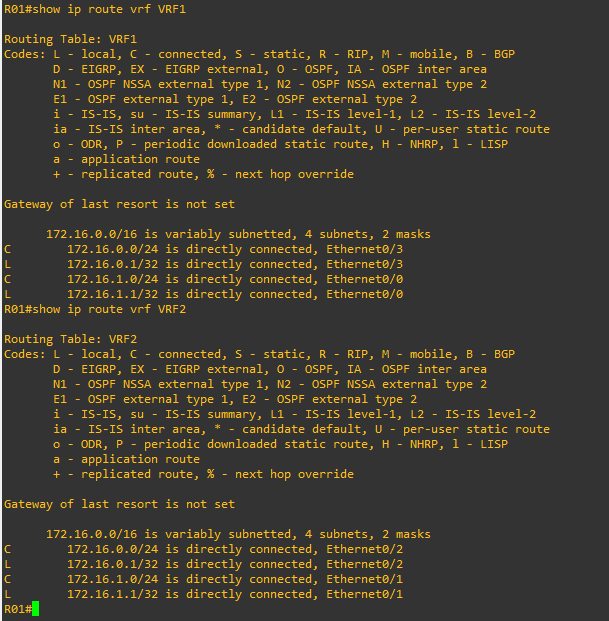 R01#show ip route vrf VRF1

Routing Table: VRF1
Codes: L - local, C - connected, S - static, R - RIP, M - mobile, B - BGP
       D - EIGRP, EX - EIGRP external, O - OSPF, IA - OSPF inter area
       N1 - OSPF NSSA external type 1, N2 - OSPF NSSA external type 2
       E1 - OSPF external type 1, E2 - OSPF external type 2
       i - IS-IS, su - IS-IS summary, L1 - IS-IS level-1, L2 - IS-IS level-2
       ia - IS-IS inter area, * - candidate default, U - per-user static route
       o - ODR, P - periodic downloaded static route, H - NHRP, l - LISP
       a - application route
       + - replicated route, % - next hop override

Gateway of last resort is not set

      172.16.0.0/16 is variably subnetted, 4 subnets, 2 masks
C        172.16.0.0/24 is directly connected, Ethernet0/3
L        172.16.0.1/32 is directly connected, Ethernet0/3
C        172.16.1.0/24 is directly connected, Ethernet0/0
L        172.16.1.1/32 is directly connected, Ethernet0/0
R01#show ip route vrf VRF2

Routing Table: VRF2
Codes: L - local, C - connected, S - static, R - RIP, M - mobile, B - BGP
       D - EIGRP, EX - EIGRP external, O - OSPF, IA - OSPF inter area
       N1 - OSPF NSSA external type 1, N2 - OSPF NSSA external type 2
       E1 - OSPF external type 1, E2 - OSPF external type 2
       i - IS-IS, su - IS-IS summary, L1 - IS-IS level-1, L2 - IS-IS level-2
       ia - IS-IS inter area, * - candidate default, U - per-user static route
       o - ODR, P - periodic downloaded static route, H - NHRP, l - LISP
       a - application route
       + - replicated route, % - next hop override

Gateway of last resort is not set

      172.16.0.0/16 is variably subnetted, 4 subnets, 2 masks
C        172.16.0.0/24 is directly connected, Ethernet0/2
L        172.16.0.1/32 is directly connected, Ethernet0/2
C        172.16.1.0/24 is directly connected, Ethernet0/1
L        172.16.1.1/32 is directly connected, Ethernet0/1
R01#